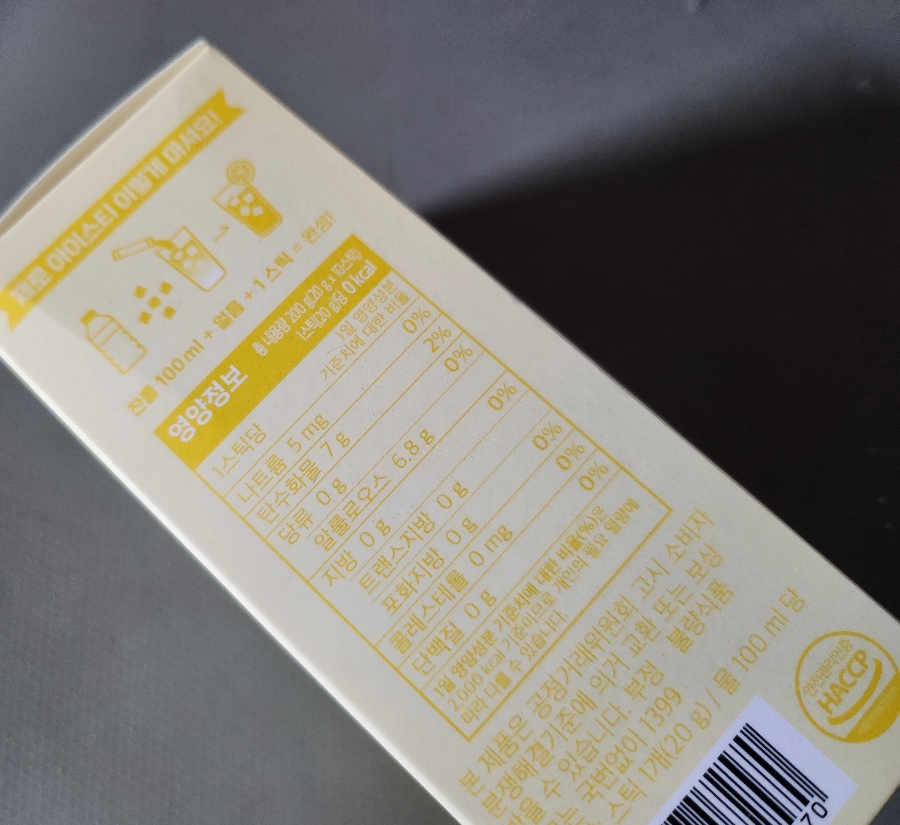 제로 아이스티 이렇게 마셔요!
찬물 100ml + 얼음 + 1 스틱 = 완성!
영양정보
총 내용량 200 g(20 g x 10스틱)
1스틱(20 g)당 0 kcal
1스틱당
1일 영양성분
기준치에 대한 비율
나트륨 5 mg 0%
탄수화물 7 g 2%
당류 0 g 0%
알룰로오스 6.8 g
지방 0 g 0%
트랜스지방 0 g
포화지방 0 g 0%
콜레스테롤 0 mg 0%
단백질 0 g 0%
1일 영양성분 기준치에 대한 비율(%)은
2,000 kcal 기준이므로 개인의 필요 열량에
따라 다를 수 있습니다.
본 제품은 공정거래위원회 고시 소비자
분쟁해결기준에 의거 교환 또는 보상
받을 수 있습니다. 부정 불량식품
는 국번없이 1399
스틱 1개(20 g) / 물 100 ml 당
안전관리인증
HACCP
70